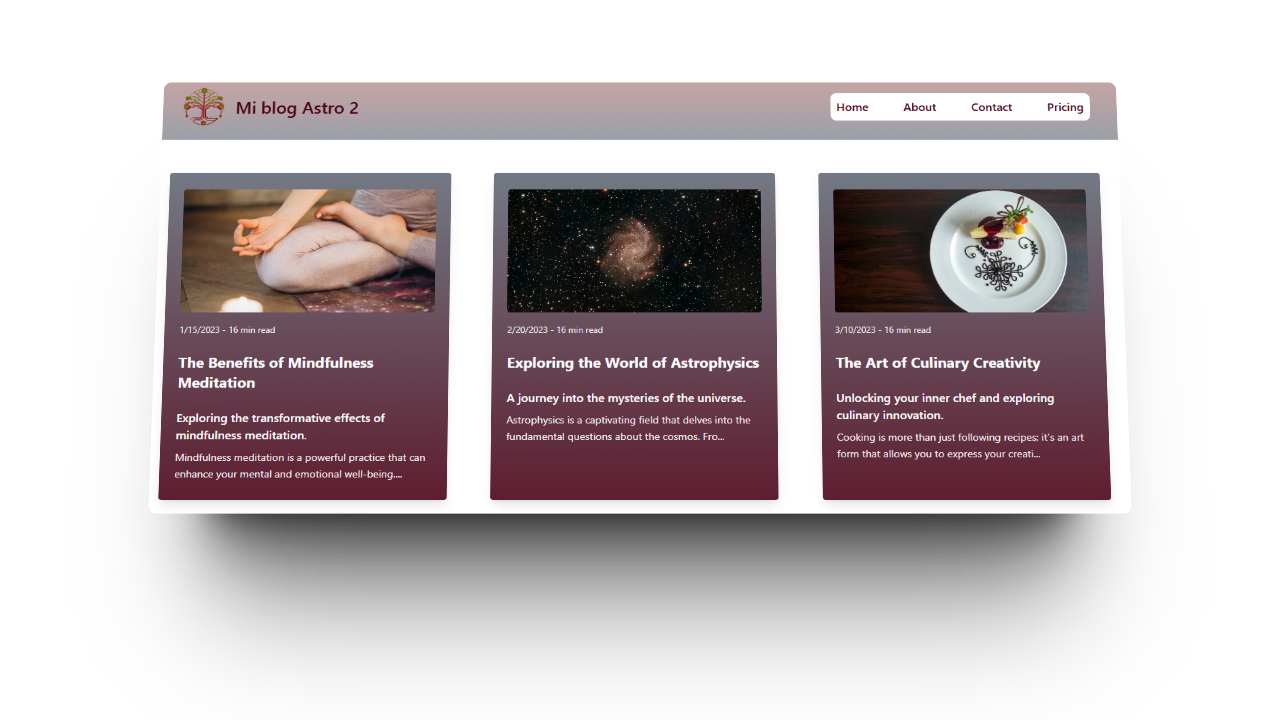 Mi blog Astro 2
Home About Contact Pricing
1/15/2023 - 16 min read
The Benefits of Mindfulness
Meditation
Exploring the transformative effects of
mindfulness meditation.
Mindfulness meditation is a powerful practice that can
enhance your mental and emotional well-being....
2/20/2023 - 16 min read
Exploring the World of Astrophysics
A journey into the mysteries of the universe.
Astrophysics is a captivating field that delves into the
fundamental questions about the cosmos. Fro...
3/10/2023 - 16 min read
The Art of Culinary Creativity
Unlocking your inner chef and exploring
culinary innovation.
Cooking is more than just following recipes; it's an art
form that allows you to express your creati...